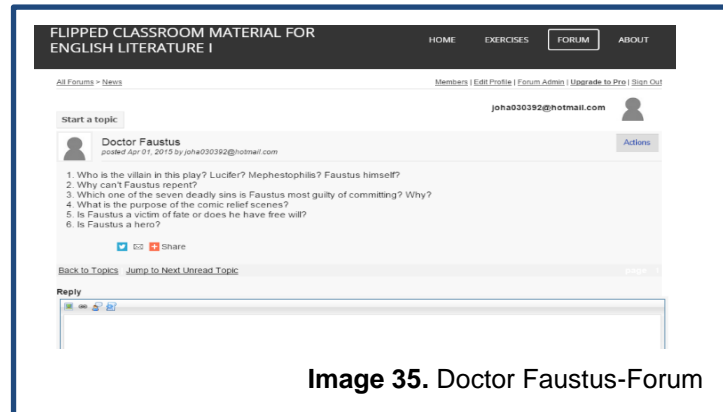 FLIPPED CLASSROOM MATERIAL FOR
ENGLISH LITERATURE I
HOME EXERCISES FORUM ABOUT
All Forums > News
Members | Edit Profile | Forum Admin | Upgrade to Pro | Sign Out
joha030392@hotmail.com
Start a topic
Doctor Faustus
posted Apr 01, 2015 by joha030392@hotmail.com
Actions
1. Who is the villain in this play? Lucifer? Mephestophilis? Faustus himself?
2. Why can't Faustus repent?
3. Which one of the seven deadly sins is Faustus most guilty of committing? Why?
4. What is the purpose of the comic relief scenes?
5. Is Faustus a victim of fate or does he have free will?
6. Is Faustus a hero?
Share
Back to Topics Jump to Next Unread Topic
Reply
Image 35. Doctor Faustus-Forum